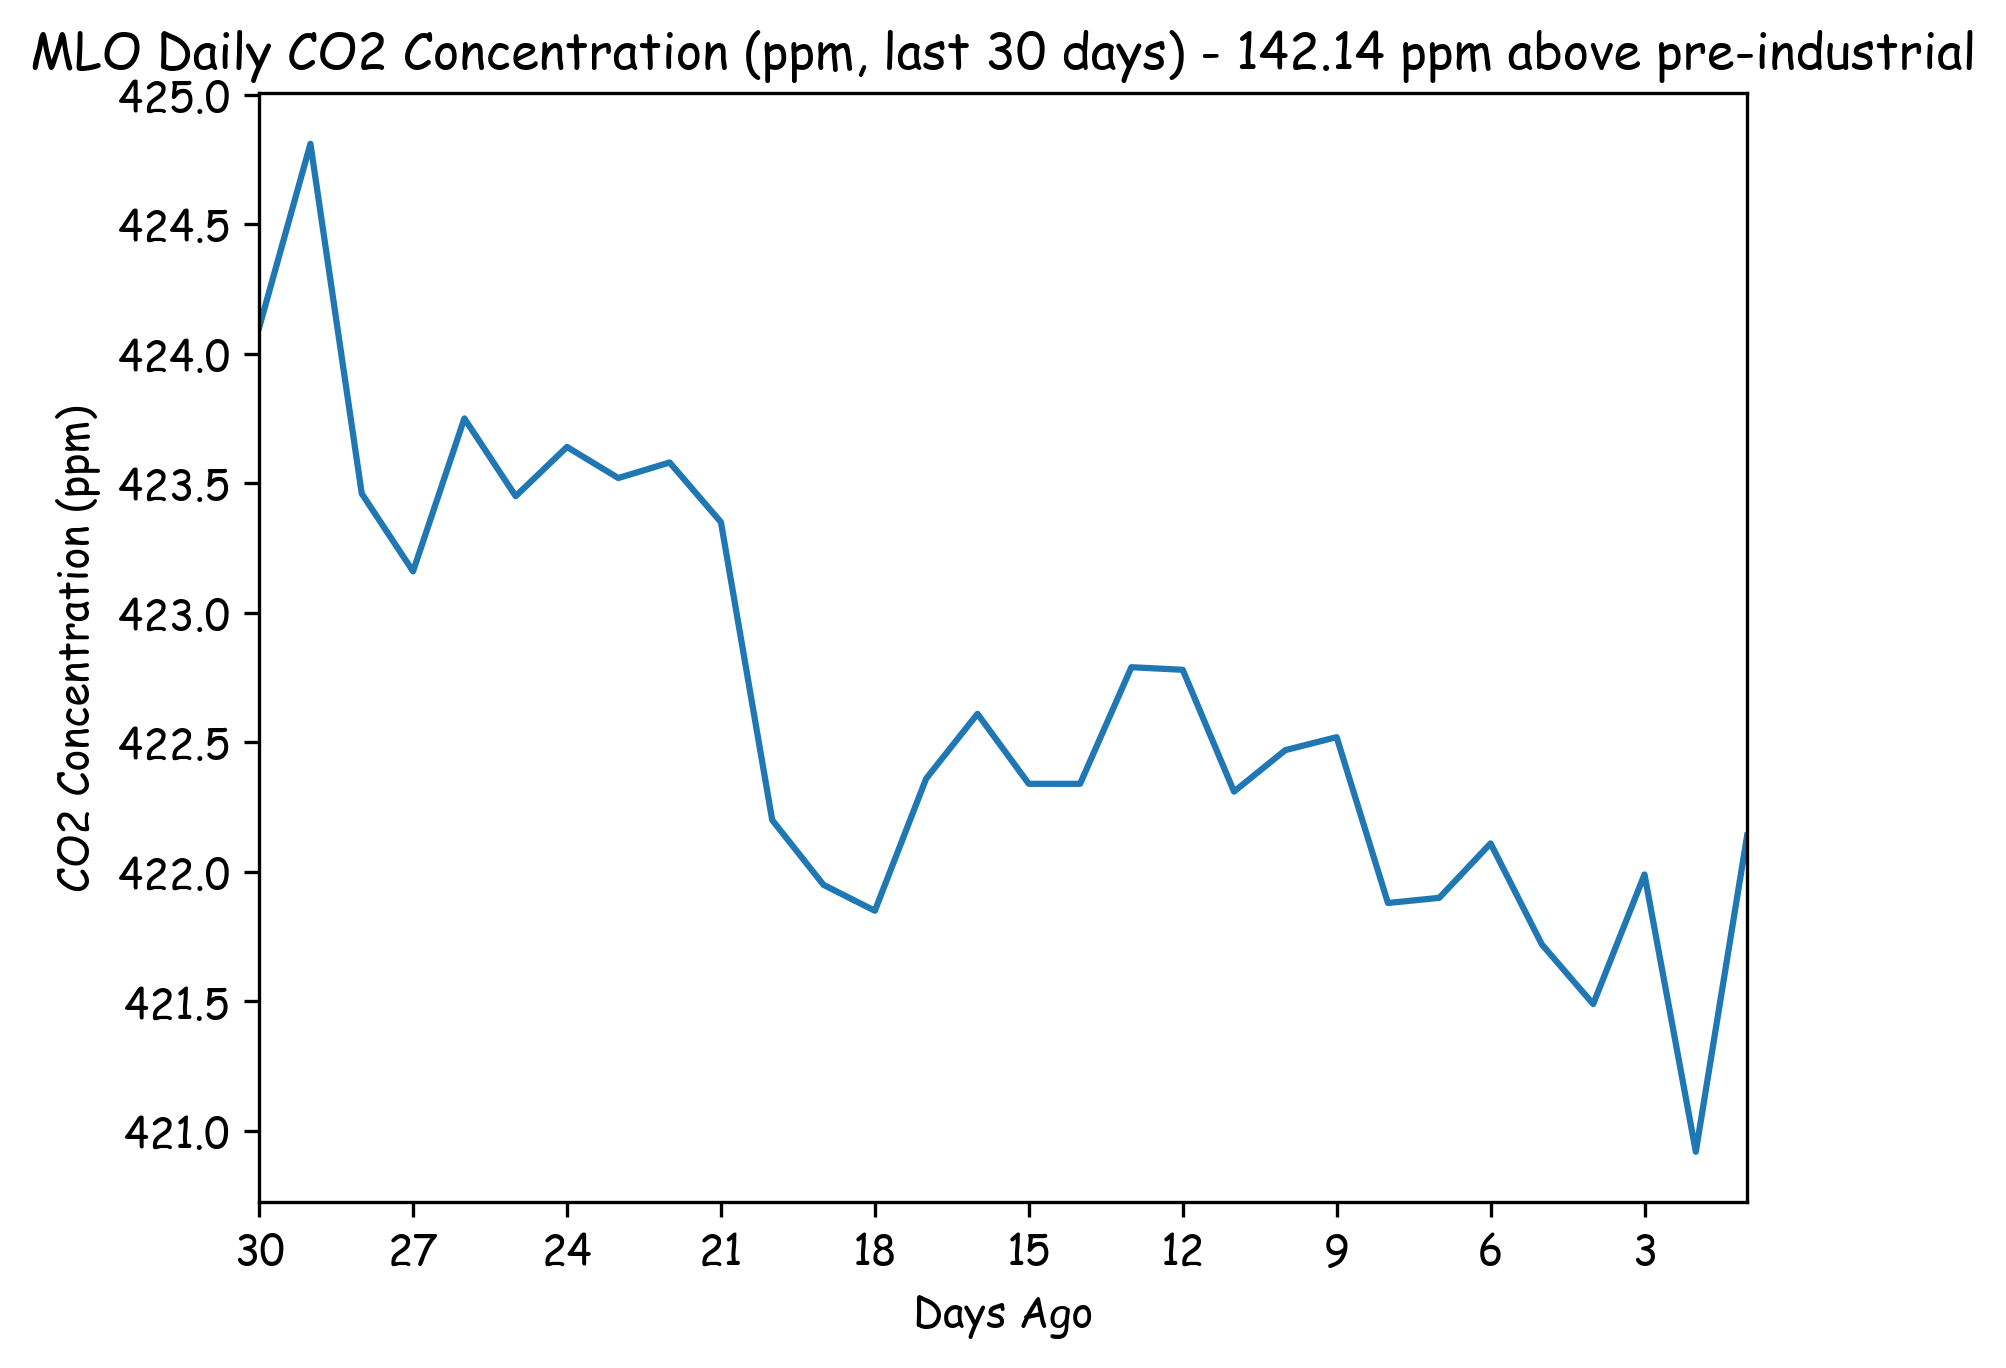 MLO Daily CO2 Concentration (ppm, last 30 days) - 142.14 ppm above pre-industrial
425.0
424.5
424.0
423.5
423.0
422.5
422.0
421.5
421.0
CO2 Concentration (ppm)
30 27 24 21 18 15 12 9 6 3
Days Ago